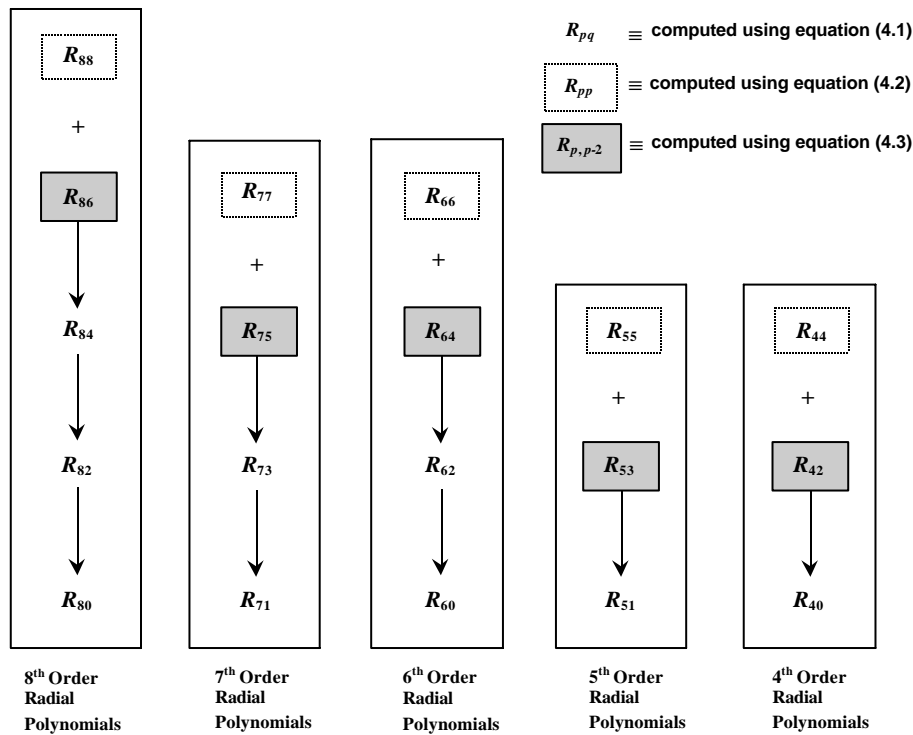 R88
+
R86
R84
R82
R80
8th Order
Radial
Polynomials
R77
+
R75
R73
R71
7th Order
Radial
Polynomials
R66
+
R64
R62
R60
6th Order
Radial
Polynomials
R55
+
R53
R51
5th Order
Radial
Polynomials
R44
+
R42
R40
4th Order
Radial
Polynomials
Rpq ≡ computed using equation (4.1)
Rpp ≡ computed using equation (4.2)
Rp,p-2 ≡ computed using equation (4.3)